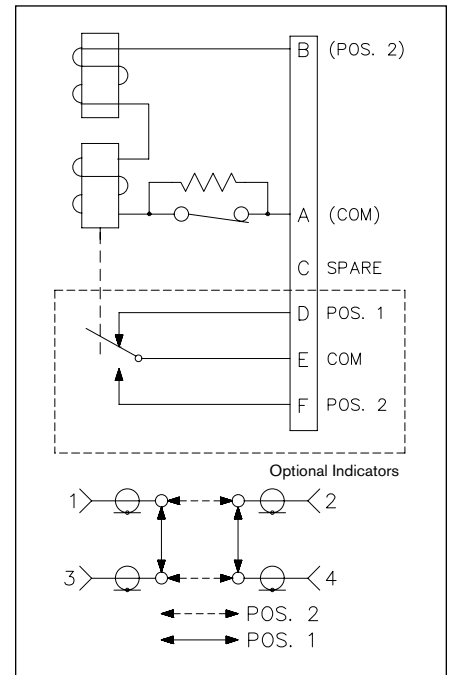 B (POS. 2)
A (COM)
C SPARE
D POS. 1
E COM
F POS. 2
Optional Indicators
1 2
3 4
POS. 2
POS. 1